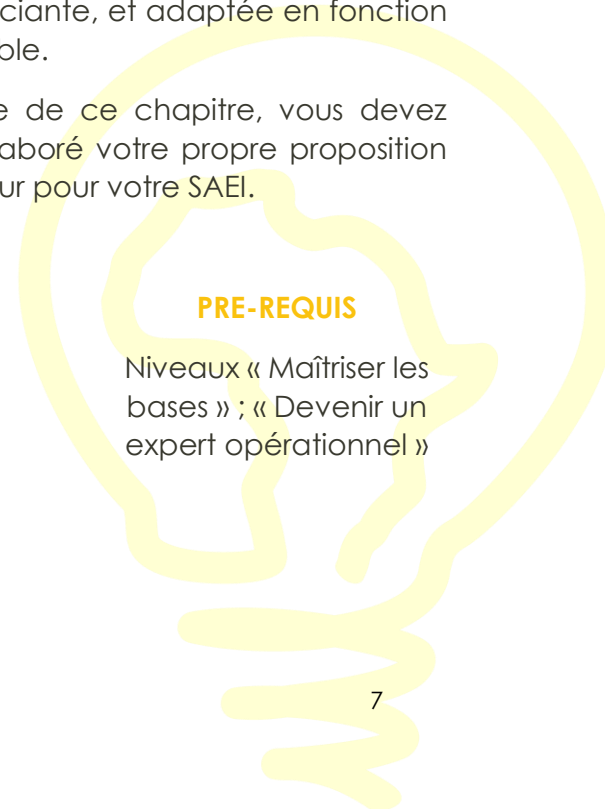 ciante, et adaptée en fonction
ble.
e de ce chapitre, vous devez
aboré votre propre proposition
ur pour votre SAEI.
PRE-REQUIS
Niveaux « Maîtriser les
bases » ; « Devenir un
expert opérationnel »
7